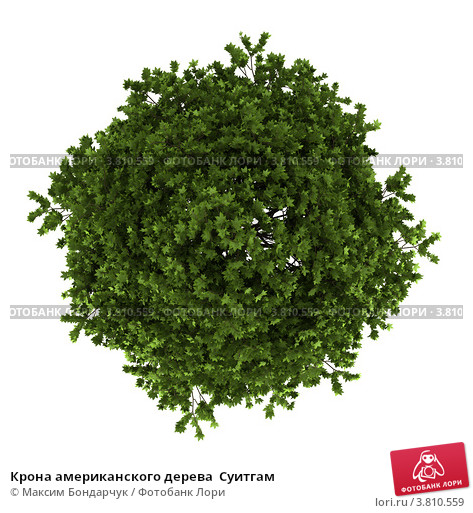 ФОТОБАНК ЛОРИ · 3.810.559 · ФОТОБАНК ЛОРИ · 3.810.559 · ФОТОБАНК ЛОРИ · 3.810
ФОТОБАНК ЛОРИ · 3.810.559 · ФОТОБАНК ЛОРИ · 3.810.559 · ФОТОБАНК ЛОРИ · 3.810
Крона американского дерева Суитгам
© Максим Бондарчук / Фотобанк Лори
ФОТОБАНК ЛОРИ
lori.ru/3.810.559